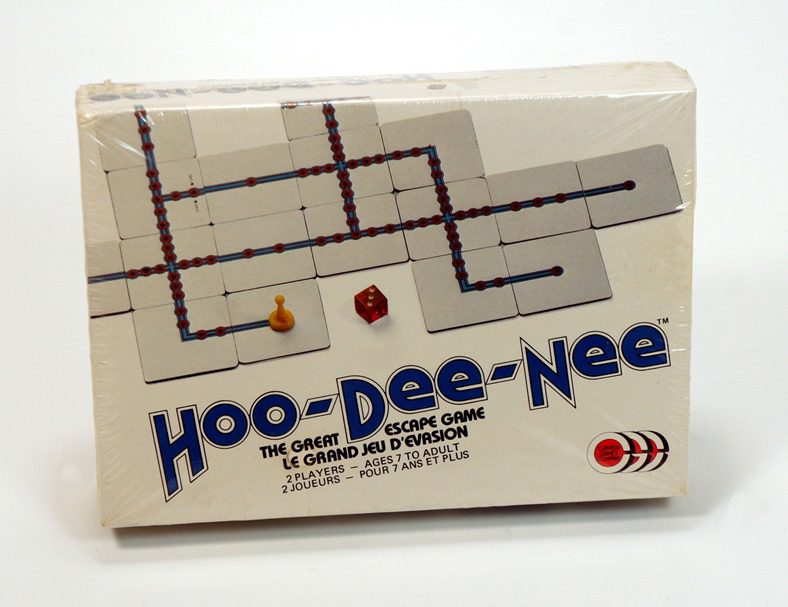 HOO-DEE-NEE™
THE GREAT ESCAPE GAME
LE GRAND JEU D'EVASION
2 PLAYERS — AGES 7 TO ADULT
2 JOUEURS — POUR 7 ANS ET PLUS